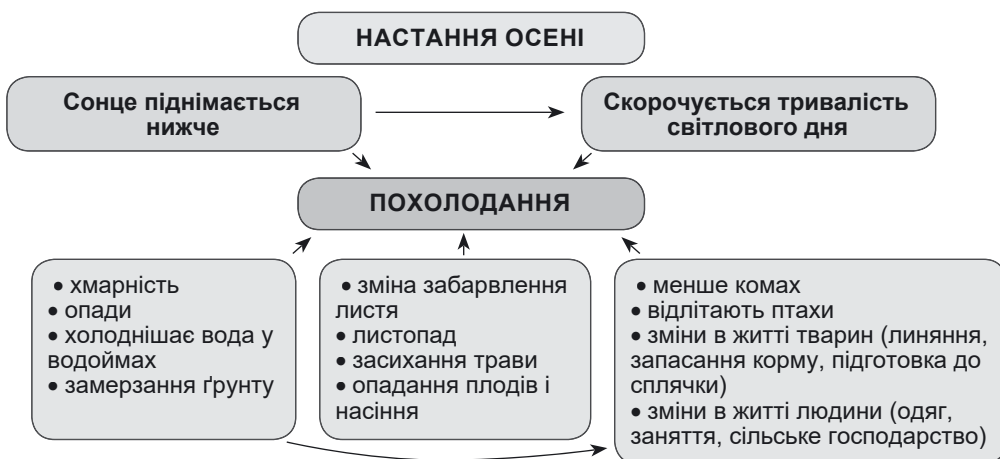 НАСТАННЯ ОСЕНІ
Сонце піднімається
нижче
Скорочується тривалість
світлового дня
ПОХОЛОДАННЯ
• хмарність
• опади
• холоднішає вода у
водоймах
• замерзання ґрунту
• зміна забарвлення
листя
• листопад
• засихання трави
• опадання плодів і
насіння
• менше комах
• відлітають птахи
• зміни в житті тварин (линяння,
запасання корму, підготовка до
сплячки)
• зміни в житті людини (одяг,
заняття, сільське господарство)